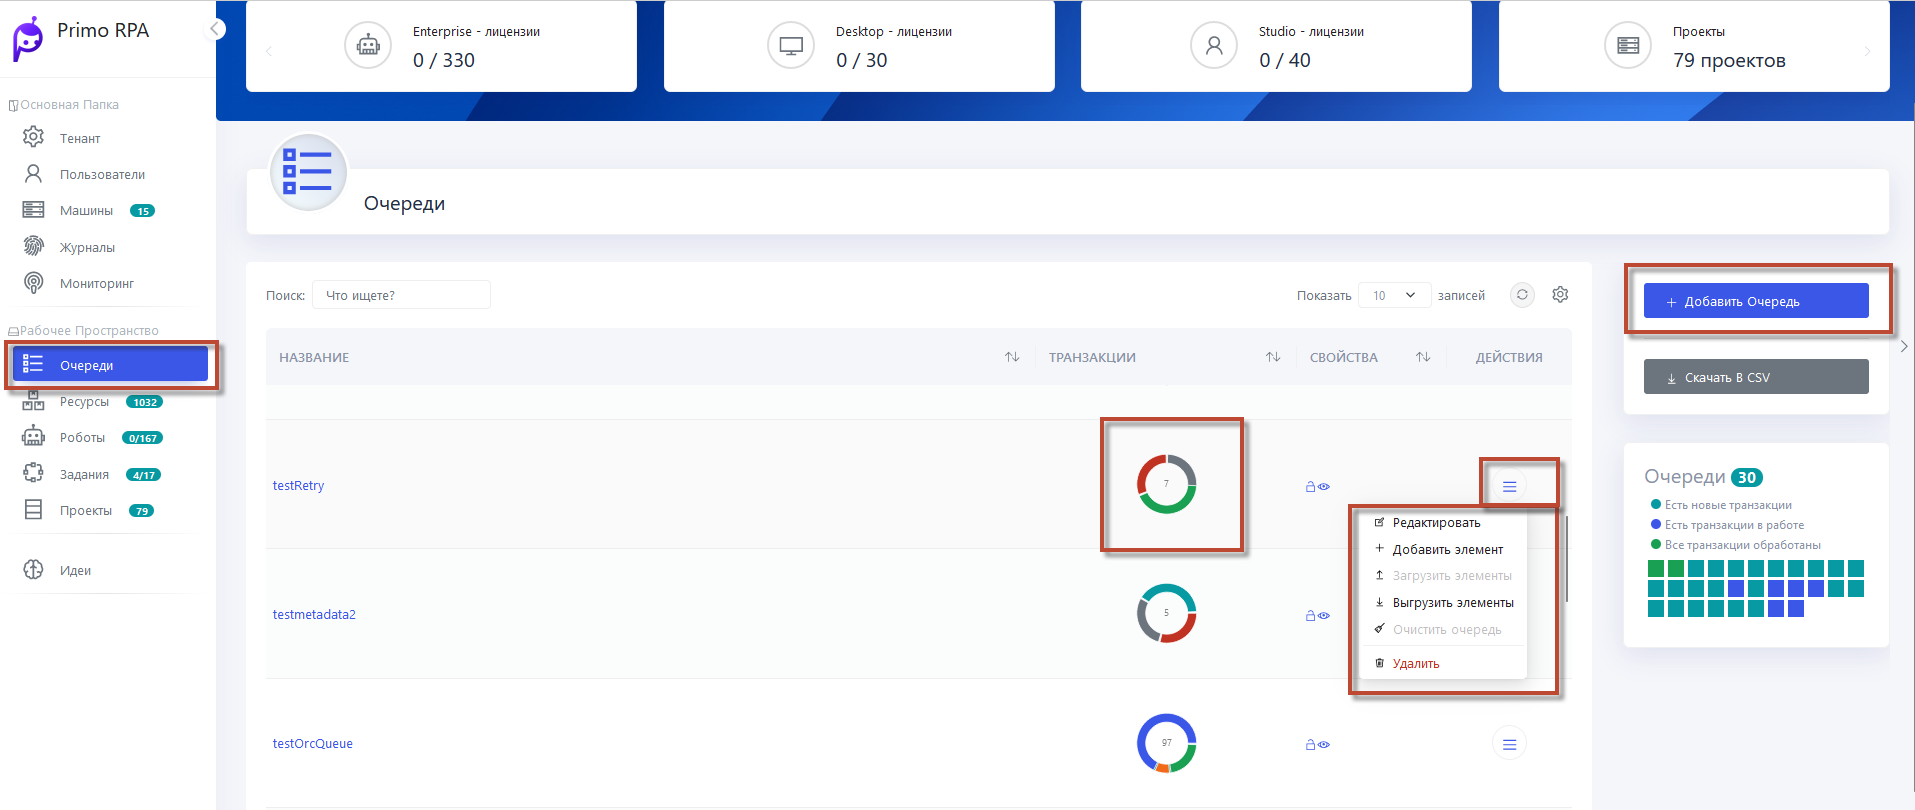 Primo RPA
Enterprise - лицензии
0 / 330
Desktop - лицензии
0 / 30
Studio - лицензии
0 / 40
Проекты
79 проектов
Основная Папка
Тенант
Пользователи
Машины 15
Журналы
Мониторинг
Рабочее Пространство
Очереди
Ресурсы 1032
Роботы 0/167
Задания 4/17
Проекты 79
Идеи
Очереди
Поиск: Что ищете?
Показать 10 записей
НАЗВАНИЕ ТРАНЗАКЦИИ СВОЙСТВА ДЕЙСТВИЯ
testRetry 7
Редактировать
Добавить элемент
Загрузить элементы
Выгрузить элементы
Очистить очередь
Удалить
testmetadata2 5
testOrcQueue 97
+ Добавить Очередь
Скачать В CSV
Очереди 30
Есть новые транзакции
Есть транзакции в работе
Все транзакции обработаны